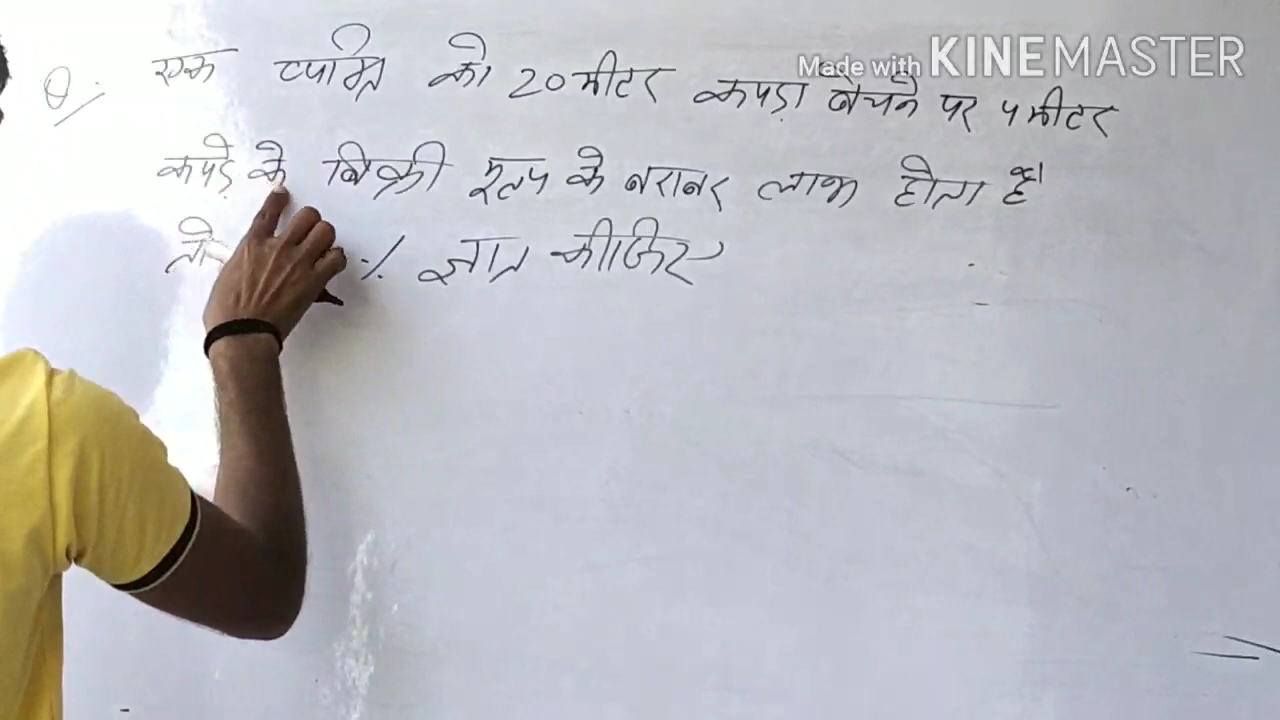 Made with KINEMASTER
Q:- एक व्यक्ति को 20 मीटर कपड़ा बेचने पर 4 मीटर
कपड़े के बिक्री मूल्य के बराबर लाभ होता है।
तो % ज्ञात कीजिए